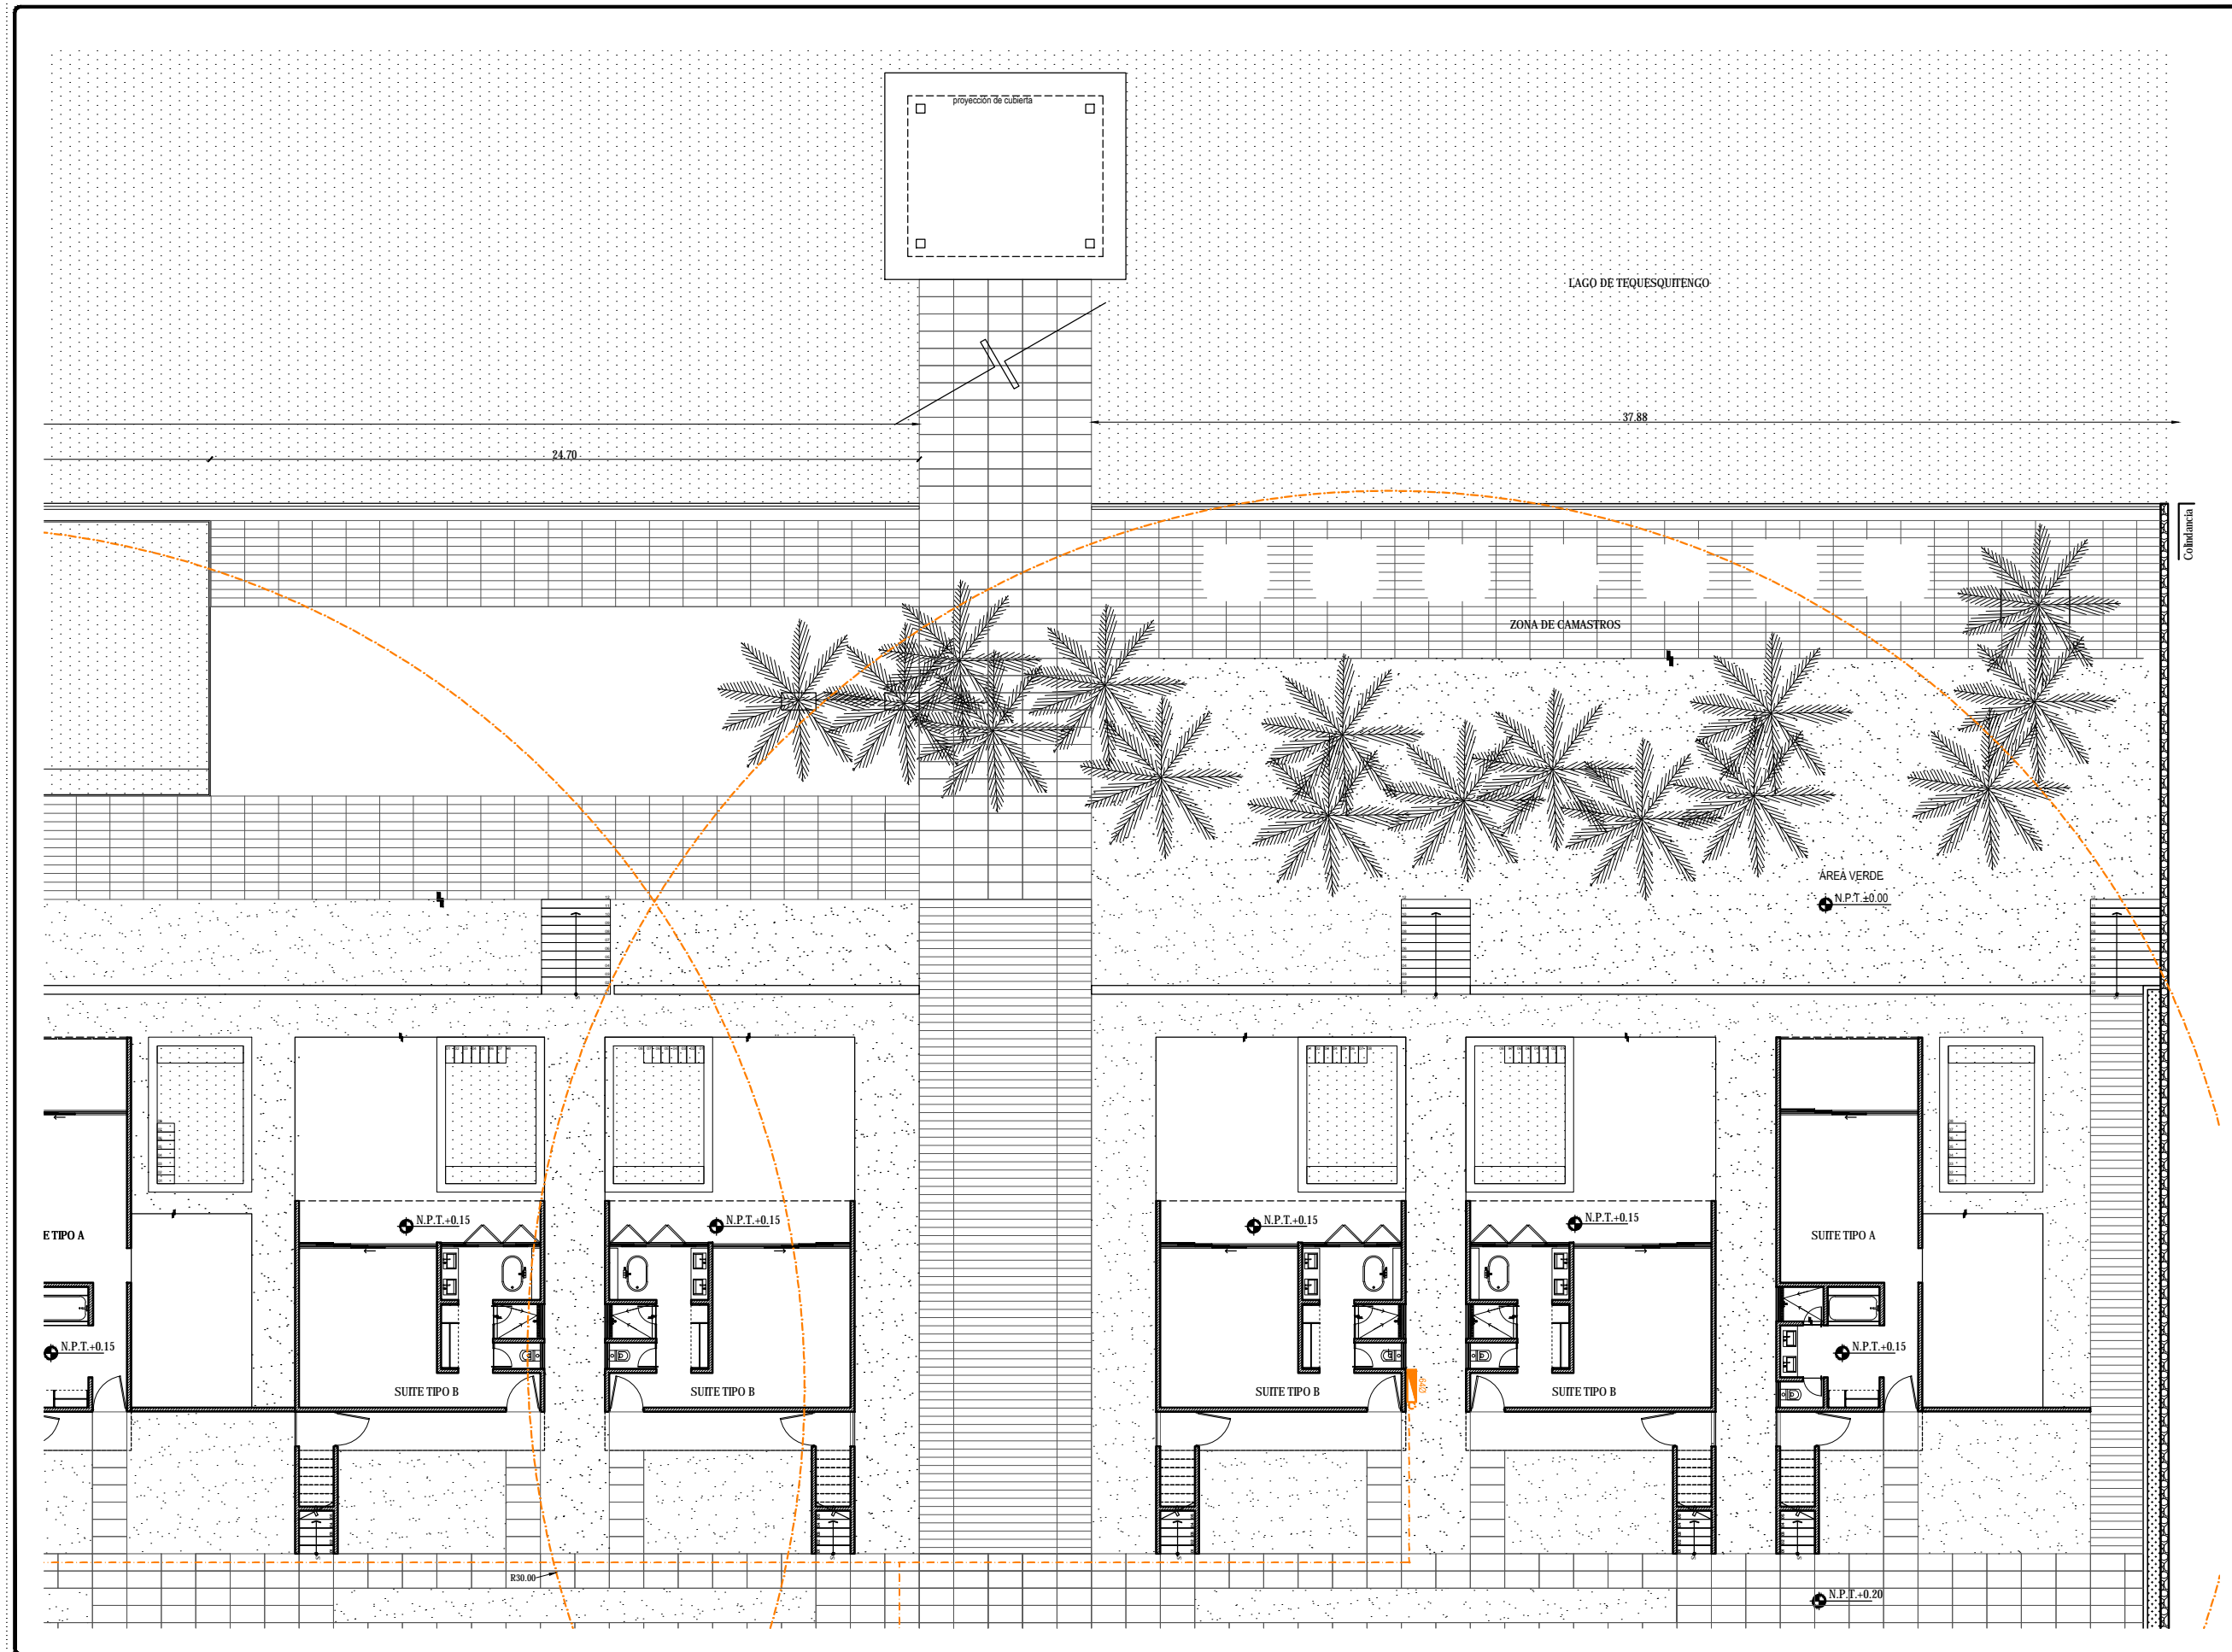 proyección de cubierta
LAGO DE TEQUESQUITENGO
37.88
24.70
Colindancia
ZONA DE CAMASTROS
ÁREA VERDE
N.P.T.±0.00
N.P.T.+0.15
N.P.T.+0.15
N.P.T.+0.15
N.P.T.+0.15
E TIPO A
SUITE TIPO A
N.P.T.+0.15
N.P.T.+0.15
SUITE TIPO B
SUITE TIPO B
SUITE TIPO B
SUITE TIPO B
R30.00
N.P.T.+0.20